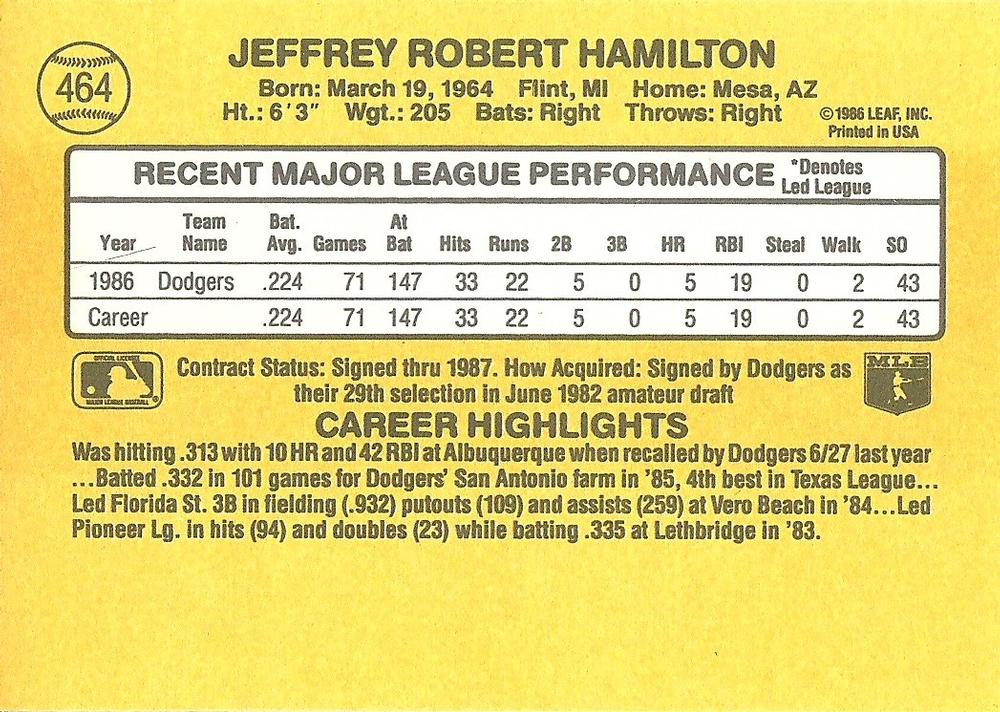 464
JEFFREY ROBERT HAMILTON
Born: March 19, 1964 Flint, MI Home: Mesa, AZ
Ht.: 6'3" Wgt.: 205 Bats: Right Throws: Right
©1986 LEAF, INC.
Printed in USA
RECENT MAJOR LEAGUE PERFORMANCE *Denotes
Led League
Year Team Name Bat. Avg. Games At Bat Hits Runs 2B 3B HR RBI Steal Walk SO
1986 Dodgers .224 71 147 33 22 5 0 5 19 0 2 43
Career .224 71 147 33 22 5 0 5 19 0 2 43
OFFICIAL LICENSEE
MAJOR LEAGUE BASEBALL
Contract Status: Signed thru 1987. How Acquired: Signed by Dodgers as
their 29th selection in June 1982 amateur draft
MLB
CAREER HIGHLIGHTS
Was hitting .313 with 10 HR and 42 RBI at Albuquerque when recalled by Dodgers 6/27 last year
...Batted .332 in 101 games for Dodgers' San Antonio farm in '85, 4th best in Texas League...
Led Florida St. 3B in fielding (.932) putouts (109) and assists (259) at Vero Beach in '84...Led
Pioneer Lg. in hits (94) and doubles (23) while batting .335 at Lethbridge in '83.